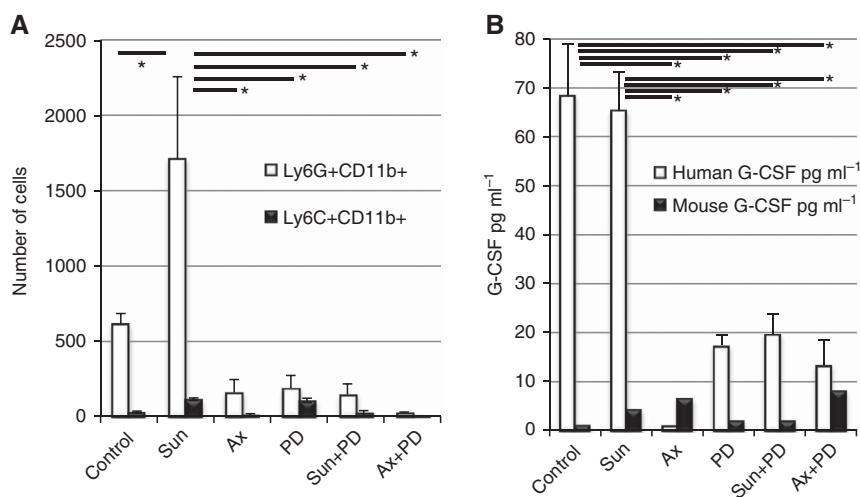 A
2500
2000
1500
1000
500
0
Number of cells
*
*
*
*
*
Ly6G+CD11b+
Ly6C+CD11b+
Control
Sun
Ax
PD
Sun+PD
Ax+PD
B
80
70
60
50
40
30
20
10
0
G-CSF pg ml⁻¹
*
*
*
*
*
*
*
*
Human G-CSF pg ml⁻¹
Mouse G-CSF pg ml⁻¹
Control
Sun
Ax
PD
Sun+PD
Ax+PD